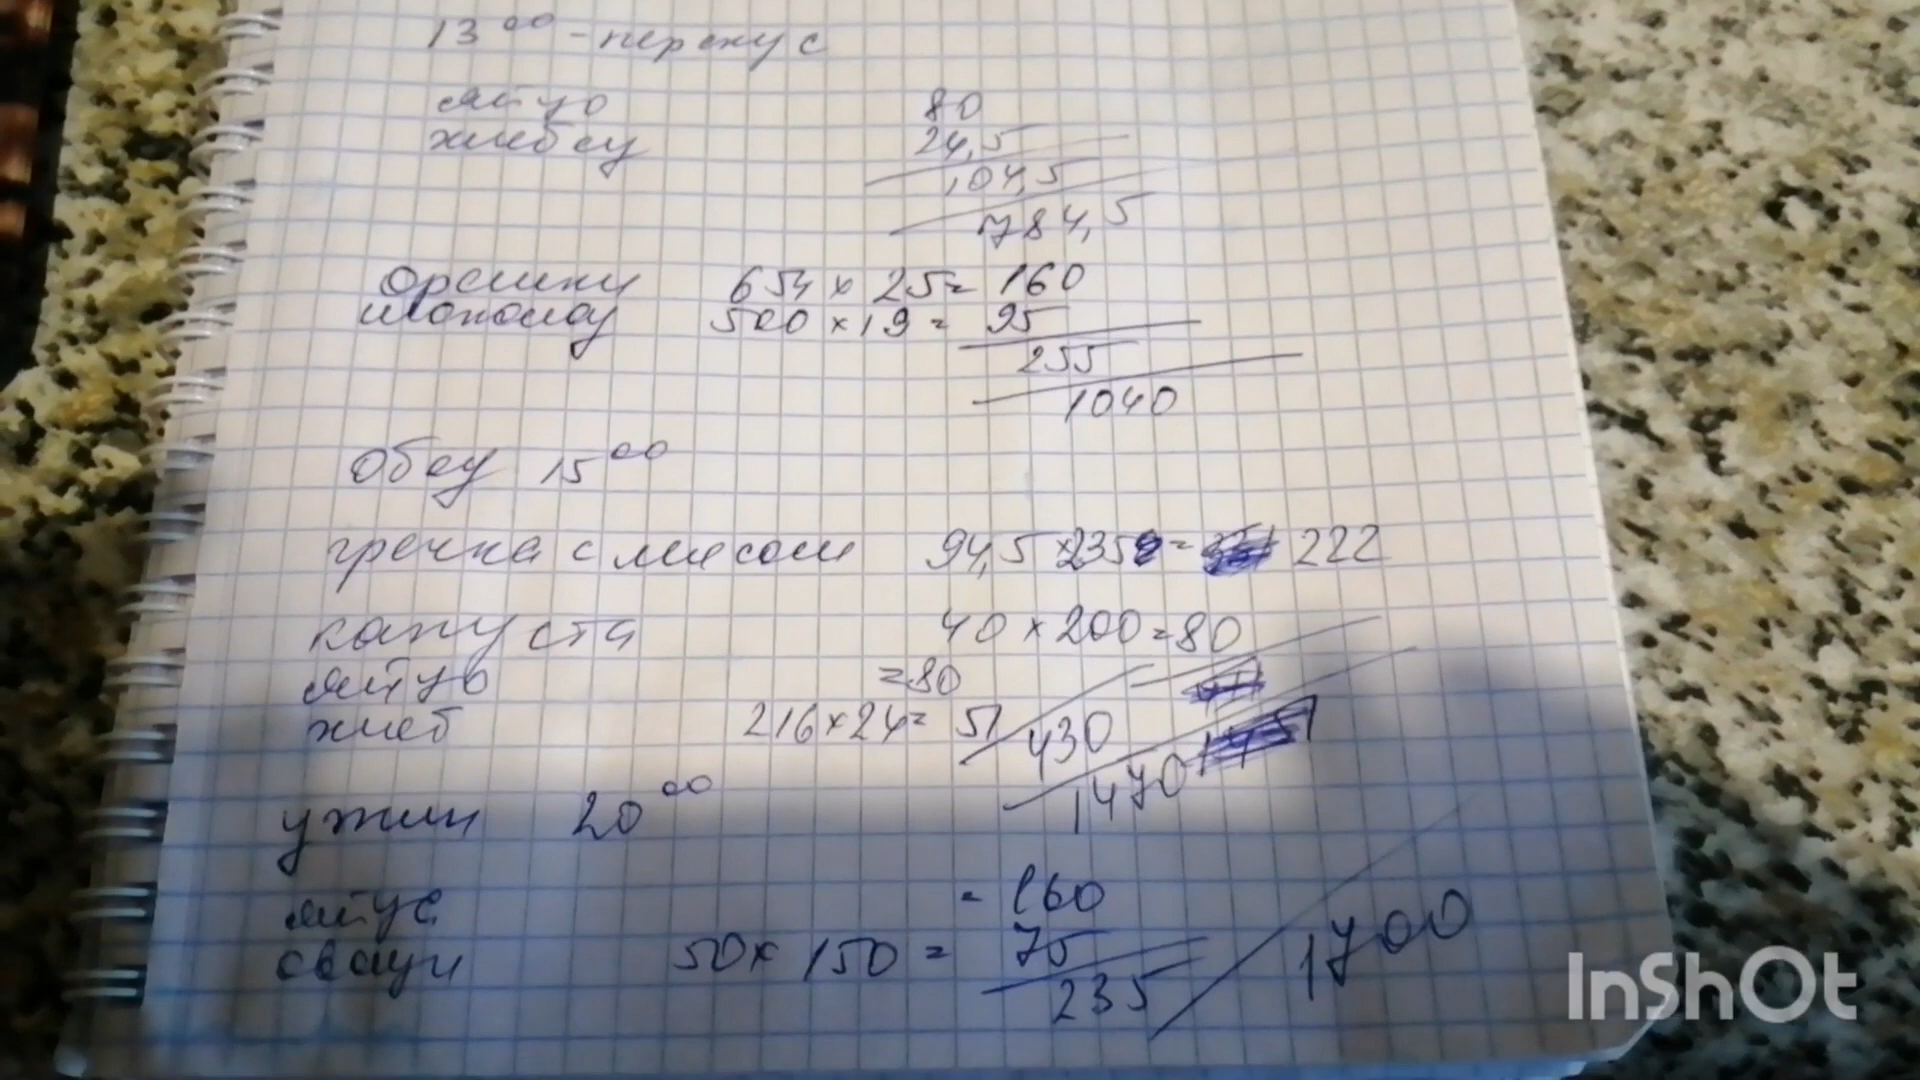 13⁰⁰ - перекус
яйцо 80
хлебец 24,5
104,5
784,5
орешки 654 x 25 = 160
шоколад 500 x 19 = 95
255
1040
Обед 15⁰⁰
гречка с мясом 94,5 x 235 = 222
капуста 40 x 200 = 80
яйцо = 80
хлеб 216 x 24 = 51
430
1470
ужин 20⁰⁰
яйца = 160
50 x 150 = 75
235
1700
InShOt